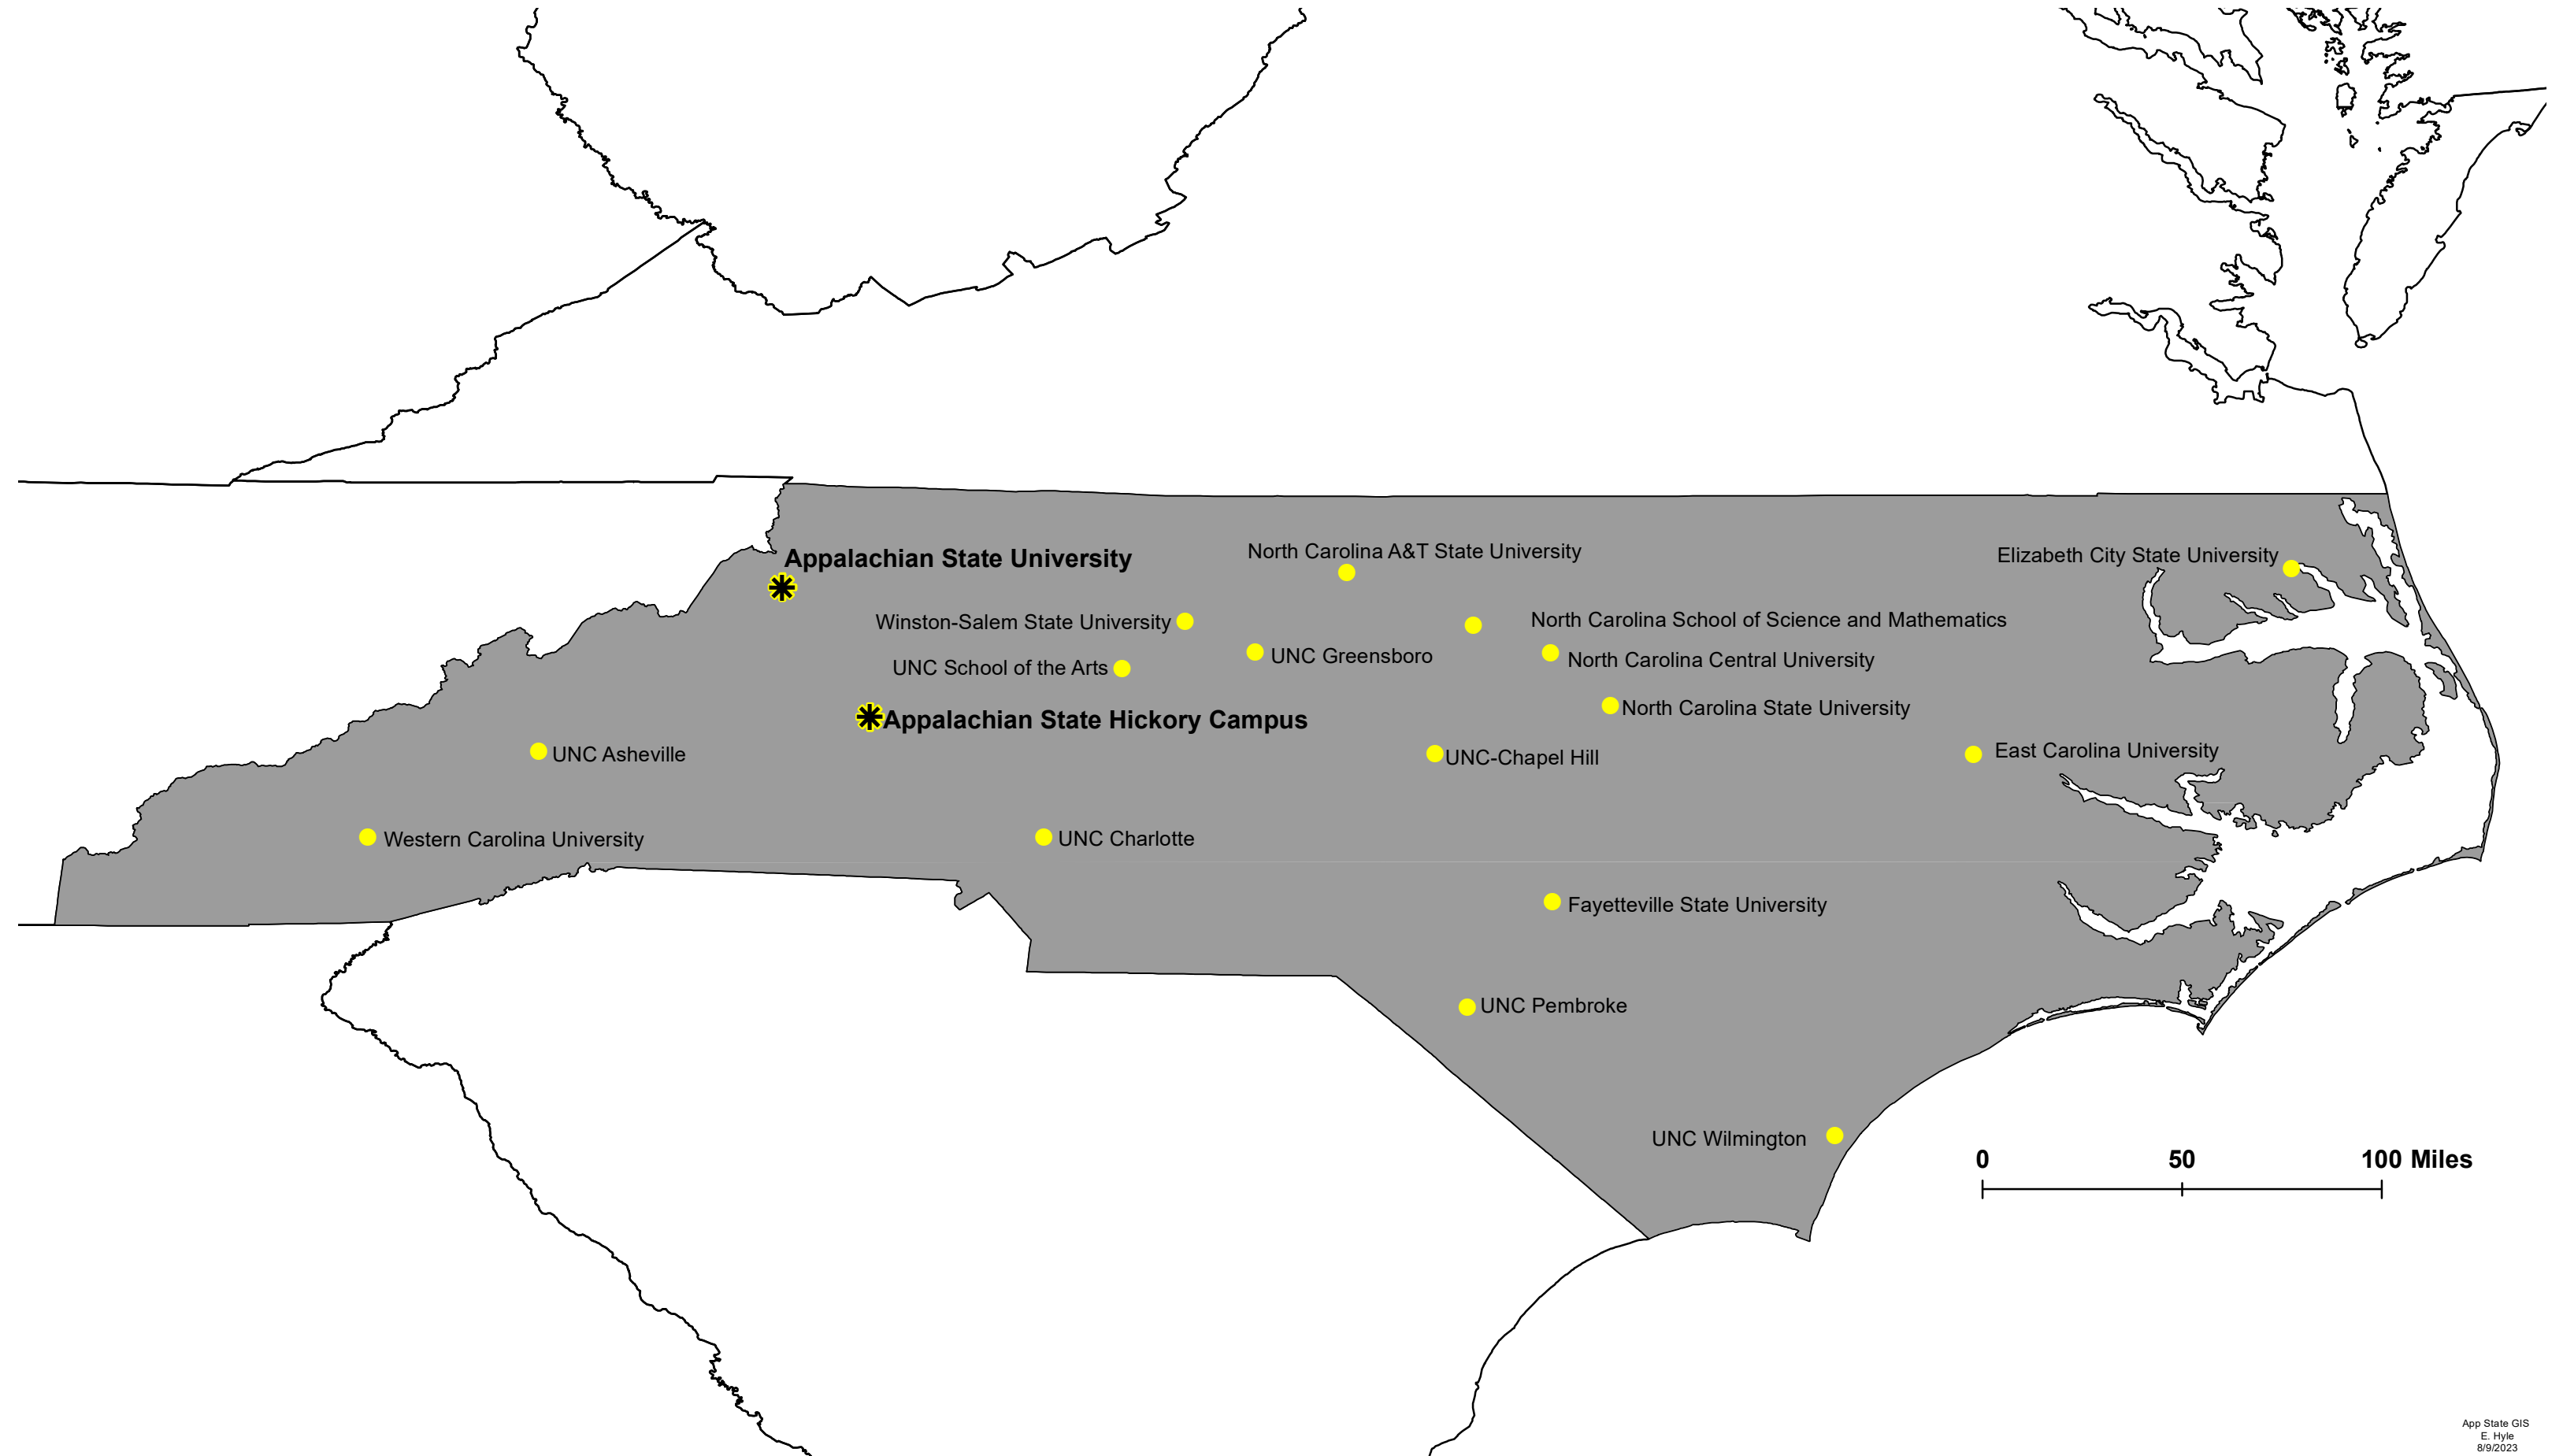 North Carolina A&T State University
Elizabeth City State University
Appalachian State University
Winston-Salem State University
North Carolina School of Science and Mathematics
UNC Greensboro
North Carolina Central University
UNC School of the Arts
North Carolina State University
Appalachian State Hickory Campus
East Carolina University
UNC Asheville
UNC-Chapel Hill
Western Carolina University
UNC Charlotte
Fayetteville State University
UNC Pembroke
UNC Wilmington
0 50 100 Miles
App State GIS
E. Hyle
8/9/2023